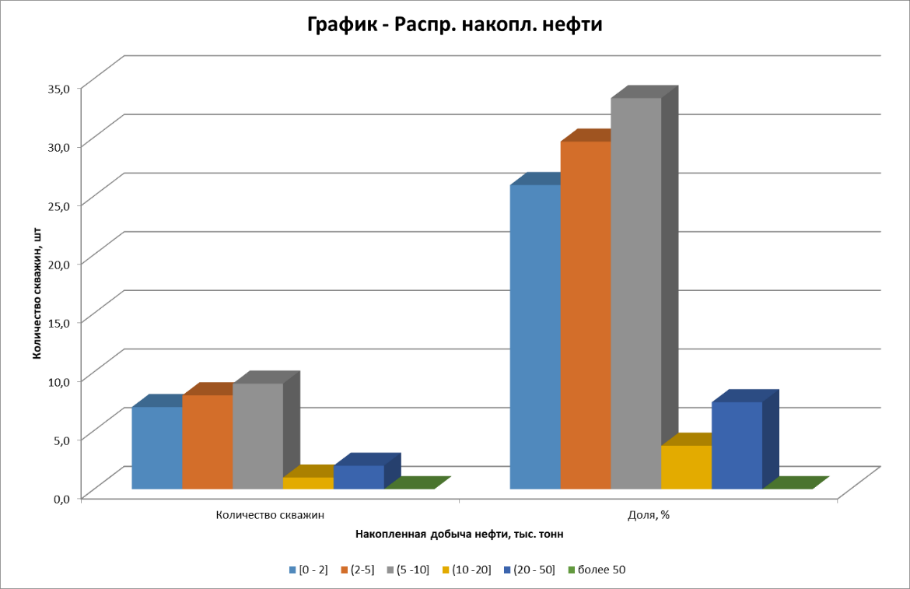 График - Распр. накопл. нефти
Количество скважин, шт
35,0
30,0
25,0
20,0
15,0
10,0
5,0
0,0
Количество скважин
Доля, %
Накопленная добыча нефти, тыс. тонн
[0 - 2]
(2-5]
(5 -10]
(10 -20]
(20 - 50]
более 50